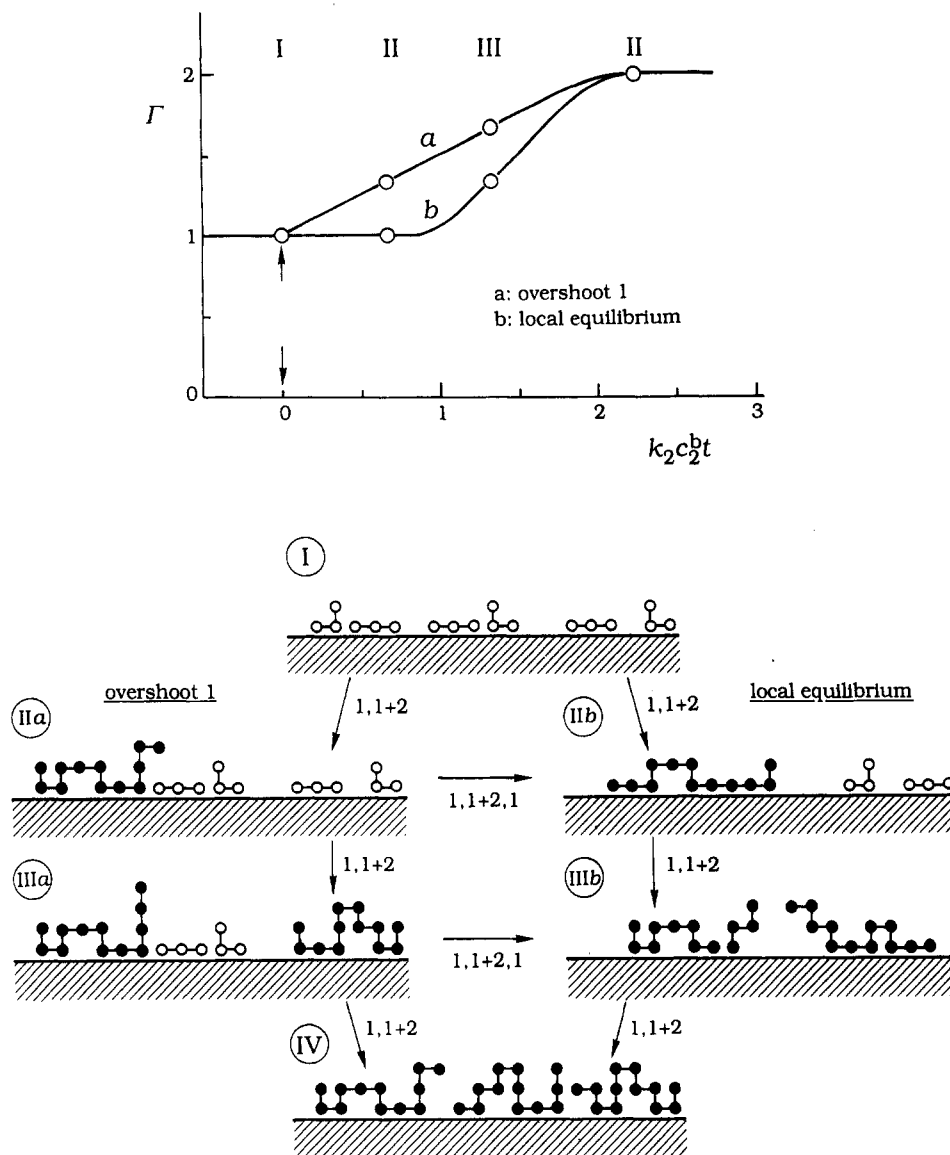 I II III II
2
Γ
a
1
b
a: overshoot 1
b: local equilibrium
0
0 1 2 3
k₂c₂ᵇt
I
overshoot 1
local equilibrium
IIa
1,1+2
1,1+2
IIb
1,1+2,1
IIIa
1,1+2
1,1+2
IIIb
1,1+2,1
IV
1,1+2
1,1+2